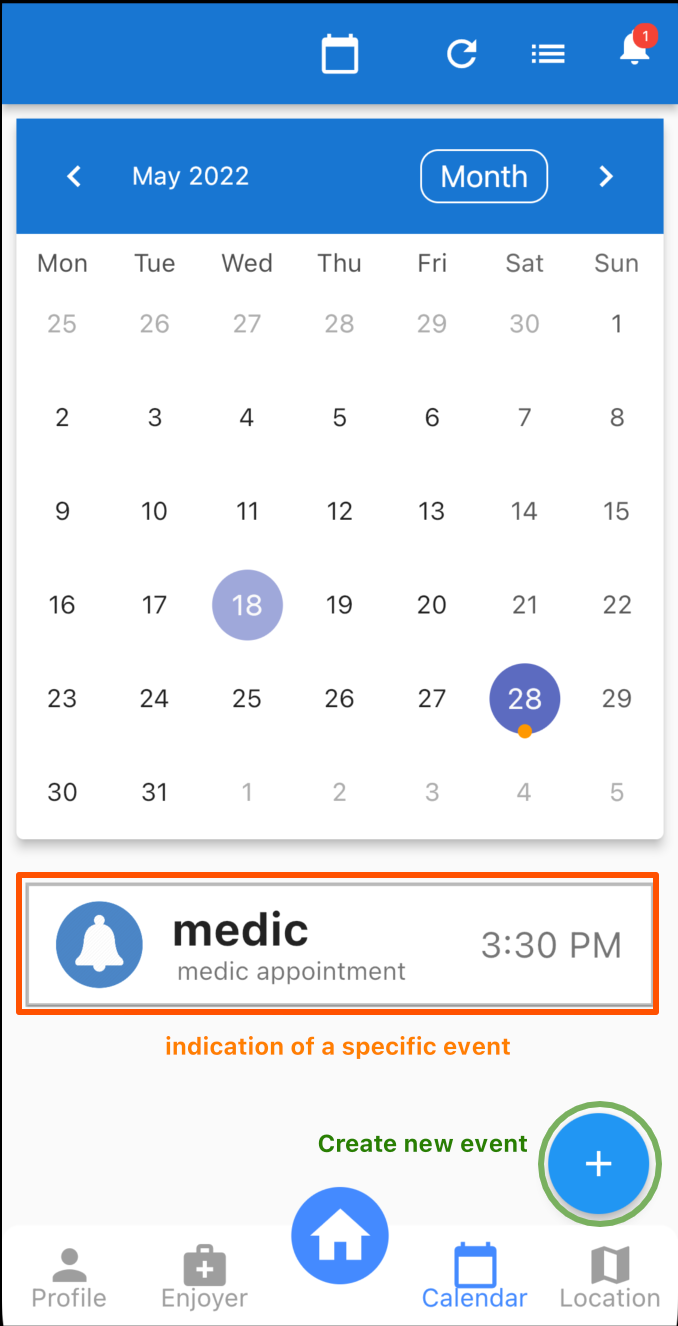 1
May 2022 Month
Mon Tue Wed Thu Fri Sat Sun
25 26 27 28 29 30 1
2 3 4 5 6 7 8
9 10 11 12 13 14 15
16 17 18 19 20 21 22
23 24 25 26 27 28 29
30 31 1 2 3 4 5
medic
medic appointment
3:30 PM
indication of a specific event
Create new event
Profile Enjoyer Calendar Location